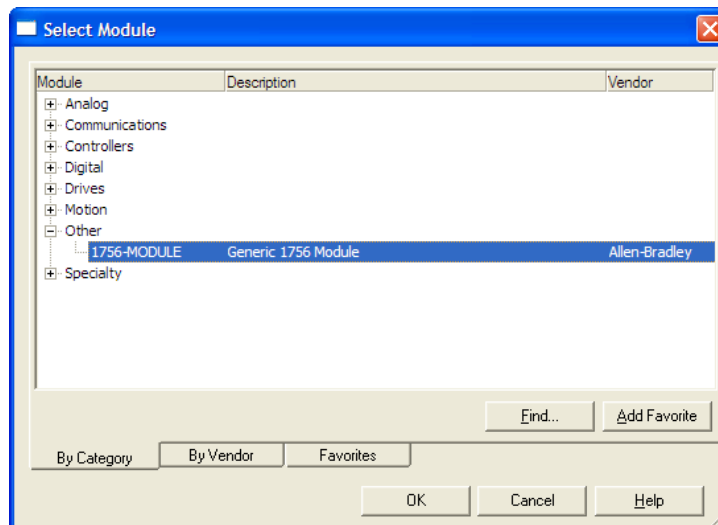 Select Module
Module Description Vendor
Analog
Communications
Controllers
Digital
Drives
Motion
Other
1756-MODULE Generic 1756 Module Allen-Bradley
Specialty
Find... Add Favorite
By Category By Vendor Favorites
OK Cancel Help